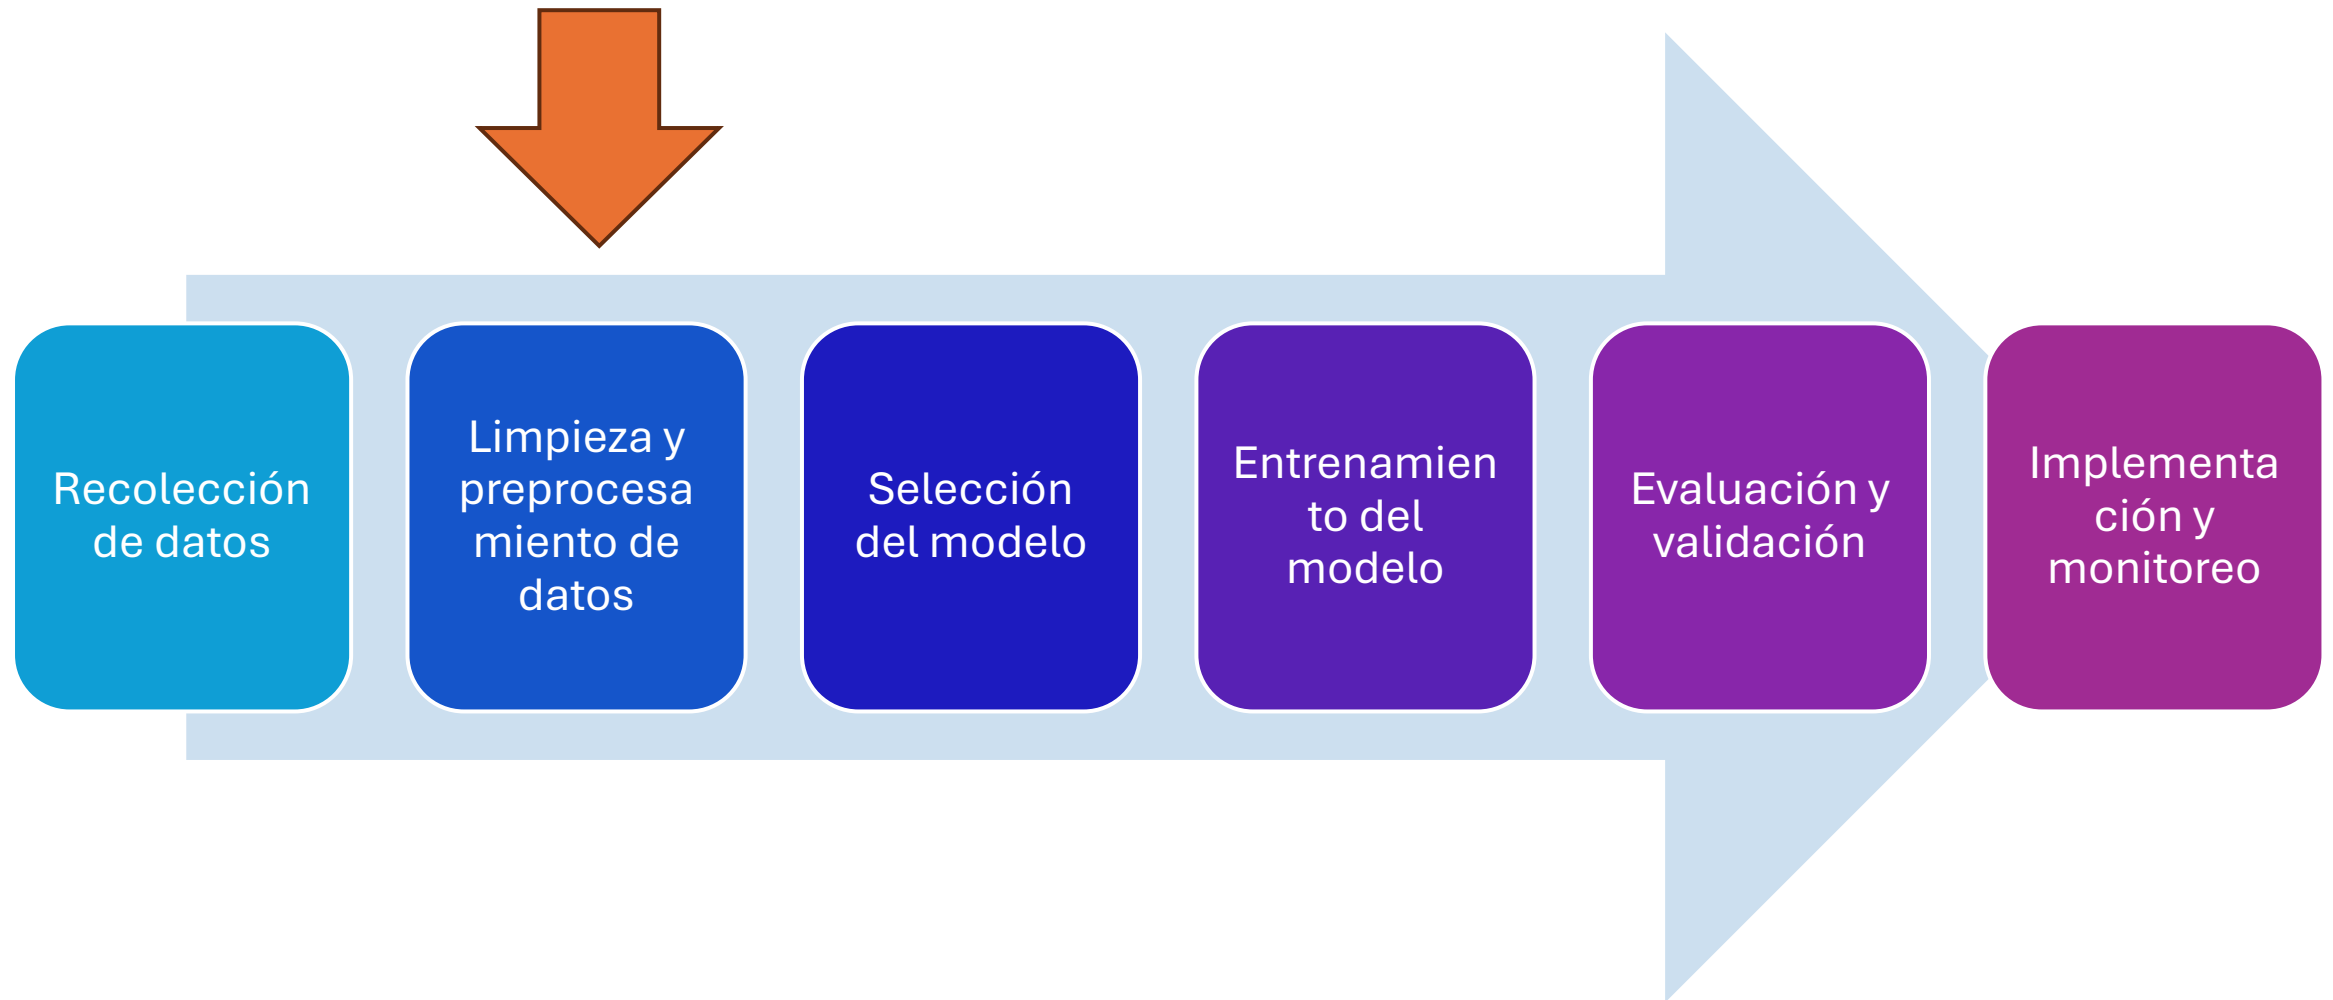 Recolección
de datos
Limpieza y
preprocesa
miento de
datos
Selección
del modelo
Entrenamien
to del
modelo
Evaluación y
validación
Implementa
ción y
monitoreo